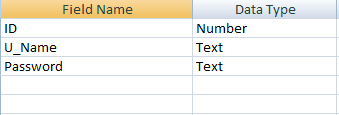 Field Name Data Type
ID Number
U_Name Text
Password Text